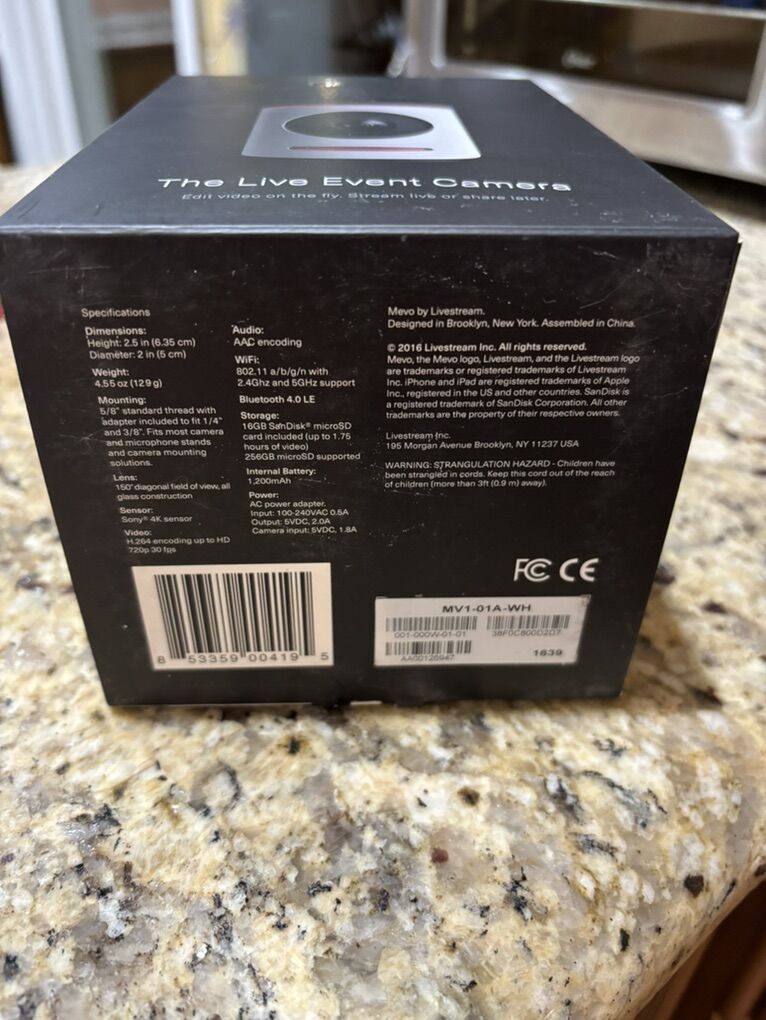 The Live Event Camera
Edit video on the fly. Stream live or share later.
Specifications
Dimensions:
Height: 2.5 in (6.35 cm)
Diameter: 2 in (5 cm)
Weight:
4.55 oz (129 g)
Mounting:
5/8" standard thread with
adapter included to fit 1/4"
and 3/8". Fits most camera
and microphone stands
and camera mounting
solutions.
Lens:
150° diagonal field of view, all
glass construction
Sensor:
Sony® 4K sensor
Video:
H.264 encoding up to HD
720p 30 fps
Audio:
AAC encoding
WiFi:
802.11 a/b/g/n with
2.4Ghz and 5GHz support
Bluetooth 4.0 LE
Storage:
16GB SanDisk® microSD
card included (up to 1.75
hours of video)
256GB microSD supported
Internal Battery:
1,200mAh
Power:
AC power adapter.
Input: 100-240VAC 0.5A
Output: 5VDC, 2.0A
Camera input: 5VDC, 1.8A
Mevo by Livestream.
Designed in Brooklyn, New York. Assembled in China.
© 2016 Livestream Inc. All rights reserved.
Mevo, the Mevo logo, Livestream, and the Livestream logo
are trademarks or registered trademarks of Livestream
Inc. iPhone and iPad are registered trademarks of Apple
Inc., registered in the US and other countries. SanDisk is
a registered trademark of SanDisk Corporation. All other
trademarks are the property of their respective owners.
Livestream Inc.
195 Morgan Avenue Brooklyn, NY 11237 USA
WARNING: STRANGULATION HAZARD - Children have
been strangled in cords. Keep this cord out of the reach
of children (more than 3ft (0.9 m) away).
FC CE
8 53359 00419 5
MV1-01A-WH
001-000W-01-01 38F0C800D2D7
AA00126947
1639